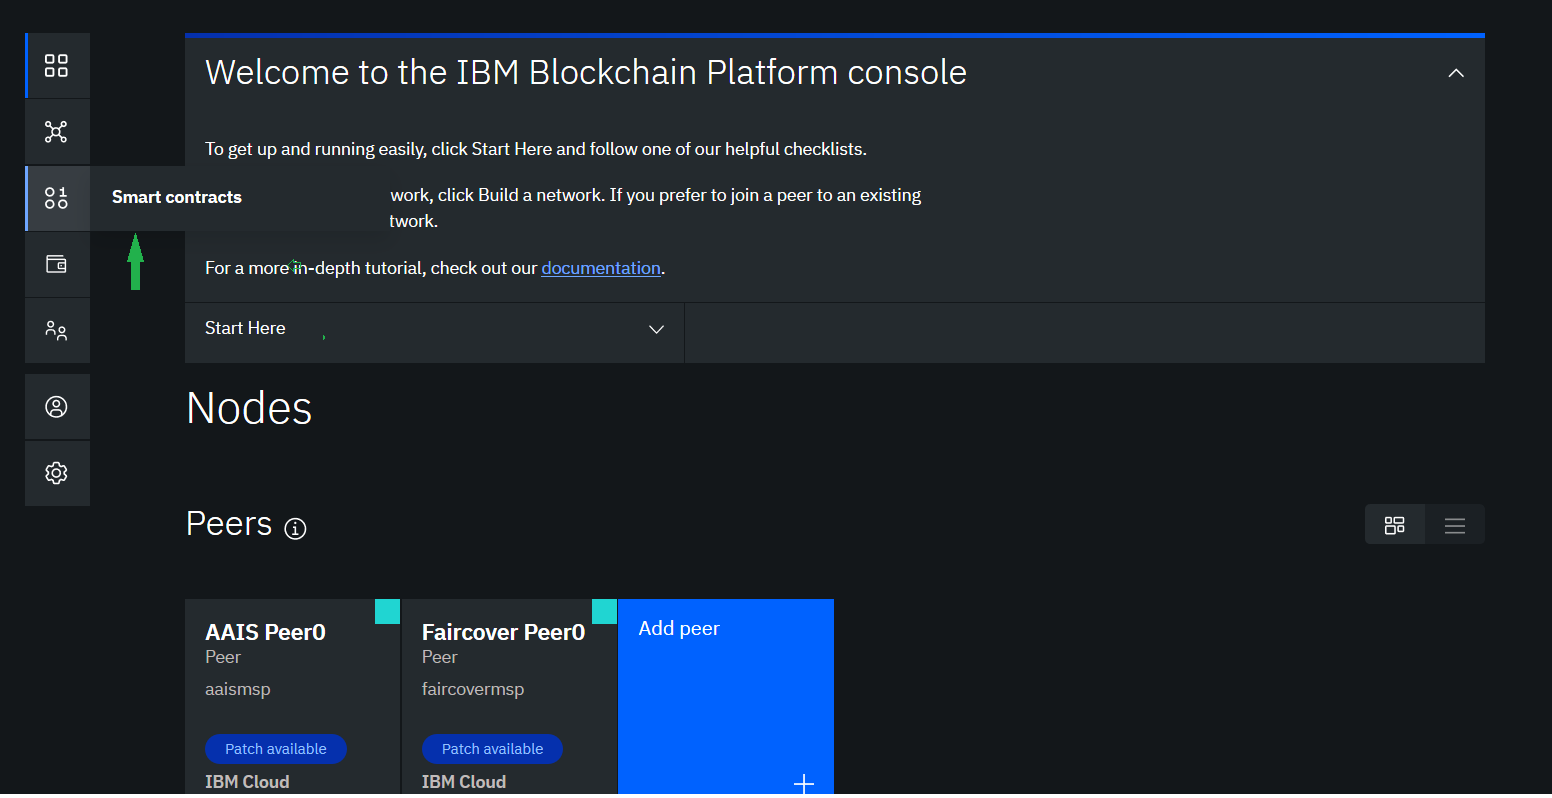 Welcome to the IBM Blockchain Platform console
To get up and running easily, click Start Here and follow one of our helpful checklists.
Smart contracts
work, click Build a network. If you prefer to join a peer to an existing
twork.
For a more in-depth tutorial, check out our documentation.
Start Here
Nodes
Peers
AAIS Peer0
Peer
aaismsp
Patch available
IBM Cloud
Faircover Peer0
Peer
faircovermsp
Patch available
IBM Cloud
Add peer